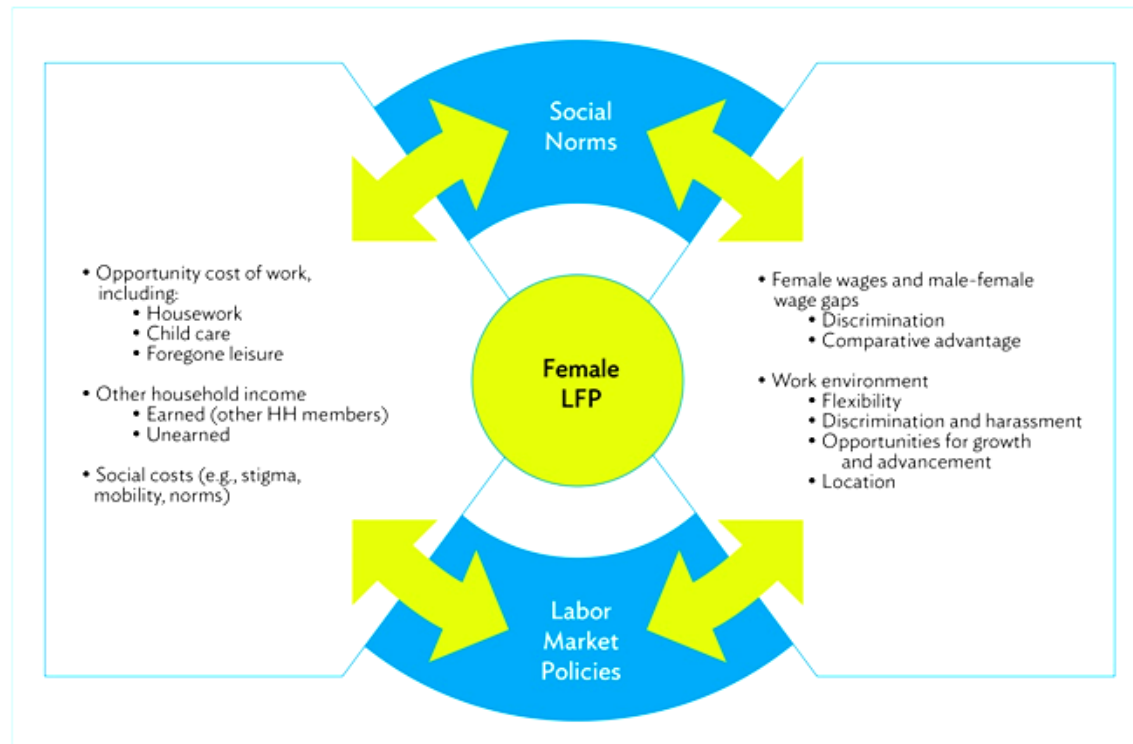 Social
Norms
• Opportunity cost of work,
including:
• Housework
• Child care
• Foregone leisure
• Other household income
• Earned (other HH members)
• Unearned
• Social costs (e.g., stigma,
mobility, norms)
Female
LFP
• Female wages and male-female
wage gaps
• Discrimination
• Comparative advantage
• Work environment
• Flexibility
• Discrimination and harassment
• Opportunities for growth
and advancement
• Location
Labor
Market
Policies